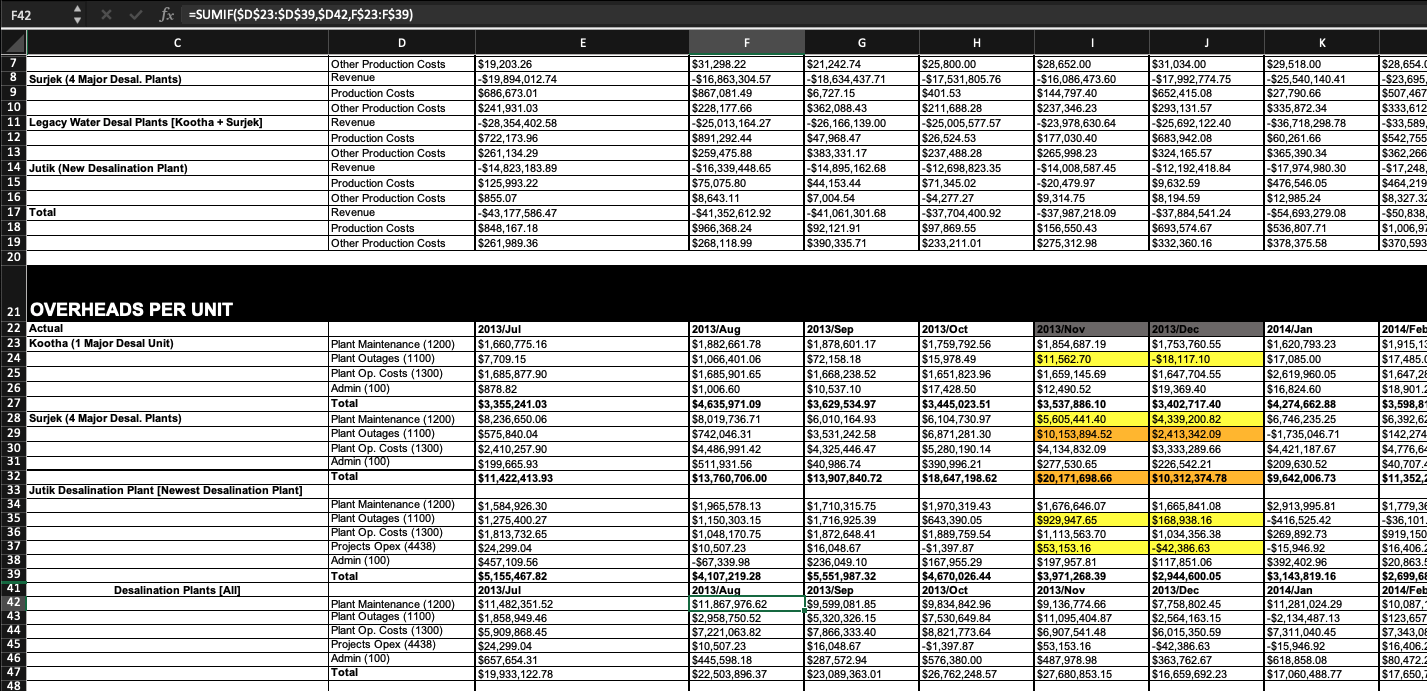 F42 fx =SUMIF($D$23:$D$39,$D42,F$23:F$39)
C D E F G H I J K
7 Other Production Costs $19,203.26 $31,298.22 $21,242.74 $25,800.00 $28,652.00 $31,034.00 $29,518.00 $28,654.0
8 Surjek (4 Major Desal. Plants) Revenue -$19,894,012.74 -$16,863,304.57 -$18,634,437.71 -$17,531,805.76 -$16,086,473.60 -$17,992,774.75 -$25,540,140.41 -$23,695,
9 Production Costs $686,673.01 $867,081.49 $6,727.15 $401.53 $144,797.40 $652,415.08 $27,790.66 $507,467
10 Other Production Costs $241,931.03 $228,177.66 $362,088.43 $211,688.28 $237,346.23 $293,131.57 $335,872.34 $333,612
11 Legacy Water Desal Plants [Kootha + Surjek] Revenue -$28,354,402.58 -$25,013,164.27 -$26,166,139.00 -$25,005,577.57 -$23,978,630.64 -$25,692,122.40 -$36,718,298.78 -$33,589,
12 Production Costs $722,173.96 $891,292.44 $47,968.47 $26,524.53 $177,030.40 $683,942.08 $60,261.66 $542,755
13 Other Production Costs $261,134.29 $259,475.88 $383,331.17 $237,488.28 $265,998.23 $324,165.57 $365,390.34 $362,266
14 Jutik (New Desalination Plant) Revenue -$14,823,183.89 -$16,339,448.65 -$14,895,162.68 -$12,698,823.35 -$14,008,587.45 -$12,192,418.84 -$17,974,980.30 -$17,248,
15 Production Costs $125,993.22 $75,075.80 $44,153.44 $71,345.02 -$20,479.97 $9,632.59 $476,546.05 $464,219
16 Other Production Costs $855.07 $8,643.11 $7,004.54 -$4,277.27 $9,314.75 $8,194.59 $12,985.24 $8,327.32
17 Total Revenue -$43,177,586.47 -$41,352,612.92 -$41,061,301.68 -$37,704,400.92 -$37,987,218.09 -$37,884,541.24 -$54,693,279.08 -$50,838,
18 Production Costs $848,167.18 $966,368.24 $92,121.91 $97,869.55 $156,550.43 $693,574.67 $536,807.71 $1,006,97
19 Other Production Costs $261,989.36 $268,118.99 $390,335.71 $233,211.01 $275,312.98 $332,360.16 $378,375.58 $370,593
20
21 OVERHEADS PER UNIT
22 Actual 2013/Jul 2013/Aug 2013/Sep 2013/Oct 2013/Nov 2013/Dec 2014/Jan 2014/Feb
23 Kootha (1 Major Desal Unit) Plant Maintenance (1200) $1,660,775.16 $1,882,661.78 $1,878,601.17 $1,759,792.56 $1,854,687.19 $1,753,760.55 $1,620,793.23 $1,915,13
24 Plant Outages (1100) $7,709.15 $1,066,401.06 $72,158.18 $15,978.49 $11,562.70 -$18,117.10 $17,085.00 $17,485.0
25 Plant Op. Costs (1300) $1,685,877.90 $1,685,901.65 $1,668,238.52 $1,651,823.96 $1,659,145.69 $1,647,704.55 $2,619,960.05 $1,647,28
26 Admin (100) $878.82 $1,006.60 $10,537.10 $17,428.50 $12,490.52 $19,369.40 $16,824.60 $18,901.2
27 Total $3,355,241.03 $4,635,971.09 $3,629,534.97 $3,445,023.51 $3,537,886.10 $3,402,717.40 $4,274,662.88 $3,598,81
28 Surjek (4 Major Desal. Plants) Plant Maintenance (1200) $8,236,650.06 $8,019,736.71 $6,010,164.93 $6,104,730.97 $5,605,441.40 $4,339,200.82 $6,746,235.25 $6,392,62
29 Plant Outages (1100) $575,840.04 $742,046.31 $3,531,242.58 $6,871,281.30 $10,153,894.52 $2,413,342.09 -$1,735,046.71 $142,274
30 Plant Op. Costs (1300) $2,410,257.90 $4,486,991.42 $4,325,446.47 $5,280,190.14 $4,134,832.09 $3,333,289.66 $4,421,187.67 $4,776,64
31 Admin (100) $199,665.93 $511,931.56 $40,986.74 $390,996.21 $277,530.65 $226,542.21 $209,630.52 $40,707.4
32 Total $11,422,413.93 $13,760,706.00 $13,907,840.72 $18,647,198.62 $20,171,698.66 $10,312,374.78 $9,642,006.73 $11,352,2
33 Jutik Desalination Plant [Newest Desalination Plant]
34 Plant Maintenance (1200) $1,584,926.30 $1,965,578.13 $1,710,315.75 $1,970,319.43 $1,676,646.07 $1,665,841.08 $2,913,995.81 $1,779,36
35 Plant Outages (1100) $1,275,400.27 $1,150,303.15 $1,716,925.39 $643,390.05 $929,947.65 $168,938.16 -$416,525.42 -$36,101.
36 Plant Op. Costs (1300) $1,813,732.65 $1,048,170.75 $1,872,648.41 $1,889,759.54 $1,113,563.70 $1,034,356.38 $269,892.73 $919,150
37 Projects Opex (4438) $24,299.04 $10,507.23 $16,048.67 -$1,397.87 $53,153.16 -$42,386.63 -$15,946.92 $16,406.2
38 Admin (100) $457,109.56 -$67,339.98 $236,049.10 $167,955.29 $197,957.81 $117,851.06 $392,402.96 $20,863.5
39 Total $5,155,467.82 $4,107,219.28 $5,551,987.32 $4,670,026.44 $3,971,268.39 $2,944,600.05 $3,143,819.16 $2,699,68
41 Desalination Plants [All] 2013/Jul 2013/Aug 2013/Sep 2013/Oct 2013/Nov 2013/Dec 2014/Jan 2014/Feb
42 Plant Maintenance (1200) $11,482,351.52 $11,867,976.62 $9,599,081.85 $9,834,842.96 $9,136,774.66 $7,758,802.45 $11,281,024.29 $10,087,
43 Plant Outages (1100) $1,858,949.46 $2,958,750.52 $5,320,326.15 $7,530,649.84 $11,095,404.87 $2,564,163.15 -$2,134,487.13 $123,657
44 Plant Op. Costs (1300) $5,909,868.45 $7,221,063.82 $7,866,333.40 $8,821,773.64 $6,907,541.48 $6,015,350.59 $7,311,040.45 $7,343,08
45 Projects Opex (4438) $24,299.04 $10,507.23 $16,048.67 -$1,397.87 $53,153.16 -$42,386.63 -$15,946.92 $16,406.2
46 Admin (100) $657,654.31 $445,598.18 $287,572.94 $576,380.00 $487,978.98 $363,762.67 $618,858.08 $80,472.2
47 Total $19,933,122.78 $22,503,896.37 $23,089,363.01 $26,762,248.57 $27,680,853.15 $16,659,692.23 $17,060,488.77 $17,650,
48